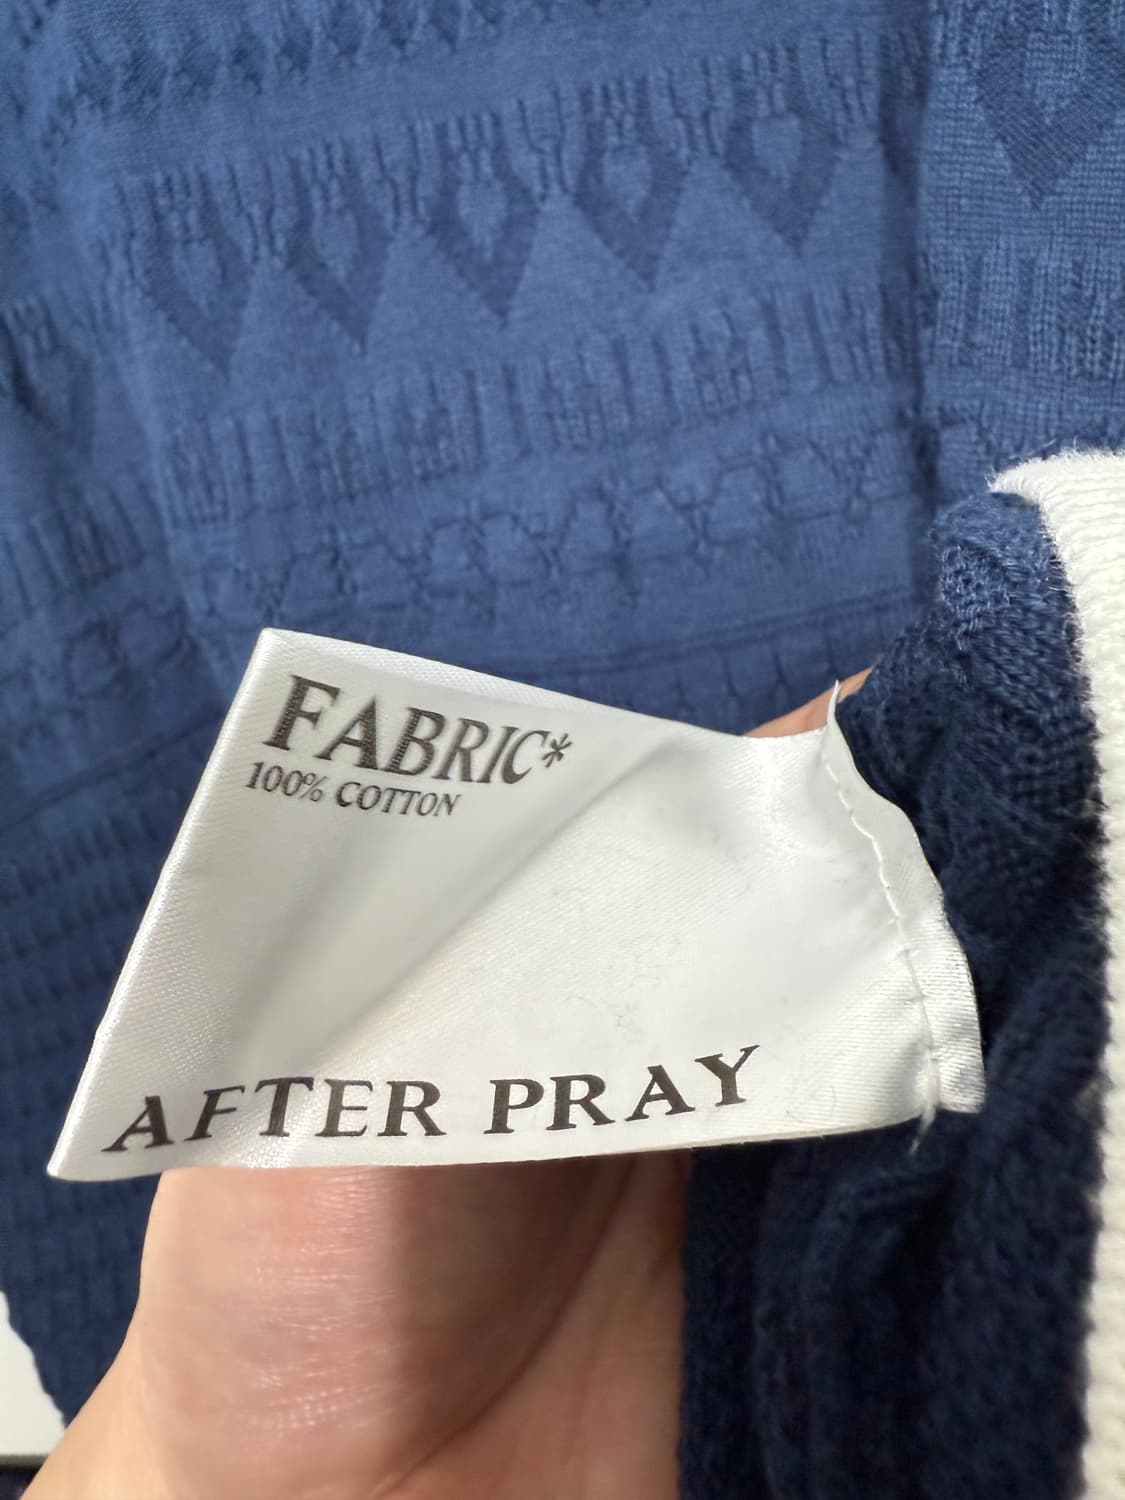 FABRIC*
100% COTTON
AFTER PRAY